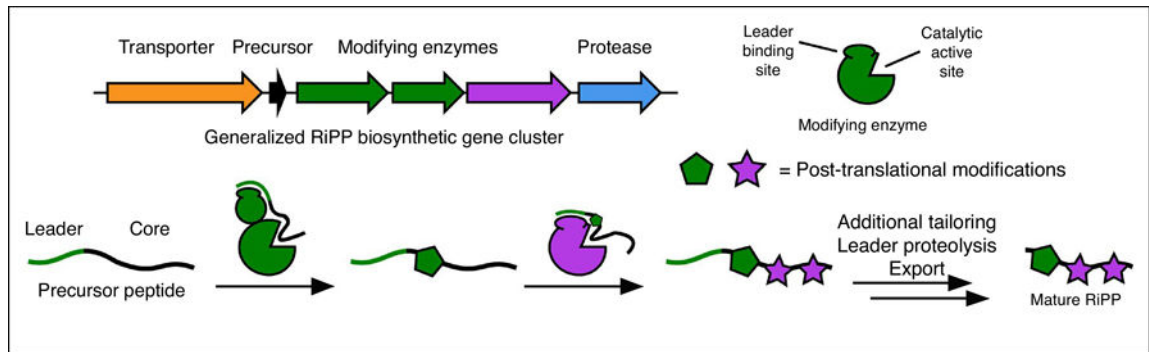 Transporter Precursor Modifying enzymes Protease
Generalized RiPP biosynthetic gene cluster
Leader
binding
site
Catalytic
active
site
Modifying enzyme
= Post-translational modifications
Leader Core
Precursor peptide
Additional tailoring
Leader proteolysis
Export
Mature RiPP